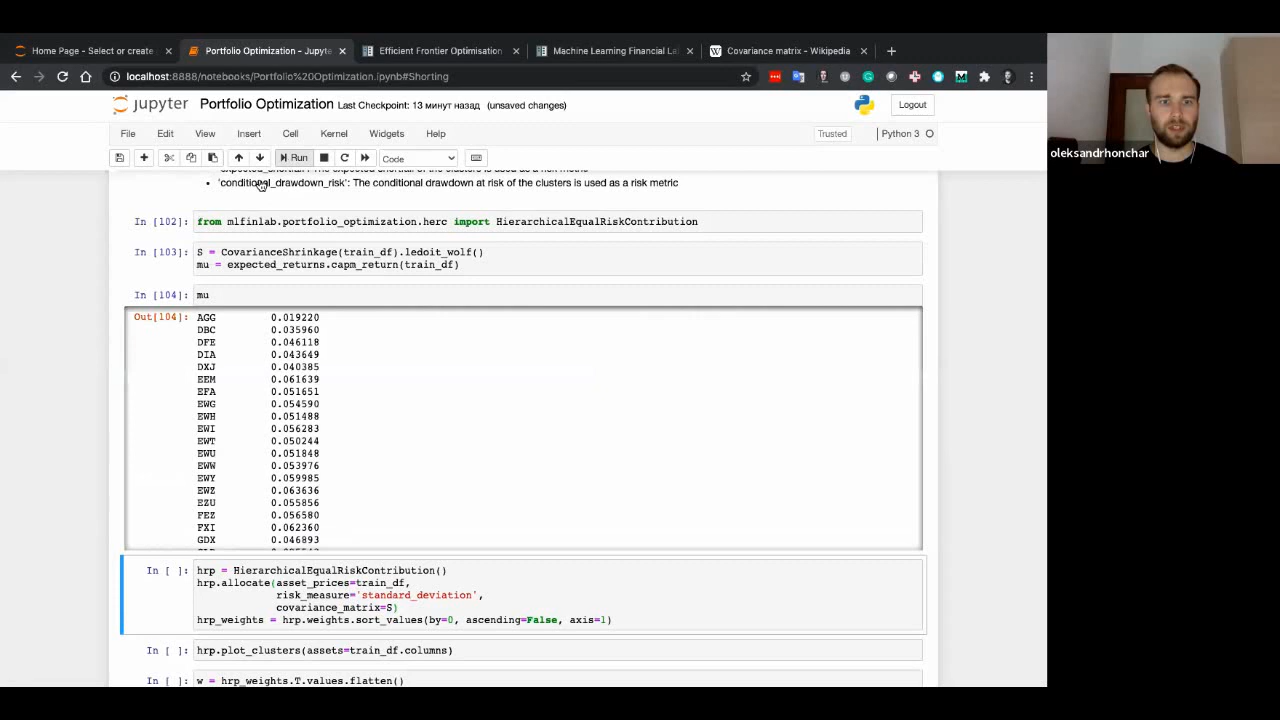 Home Page - Select or create
Portfolio Optimization - Jupyte
Efficient Frontier Optimisation
Machine Learning Financial La
Covariance matrix - Wikipedia
localhost:8888/notebooks/Portfolio%20Optimization.ipynb#Shorting
jupyter Portfolio Optimization Last Checkpoint: 13 минут назад (unsaved changes)
Logout
File Edit View Insert Cell Kernel Widgets Help
Trusted
Python 3
Run
Code
'conditional_drawdown_risk': The conditional drawdown at risk of the clusters is used as a risk metric
In [102]: from mlfinlab.portfolio_optimization.herc import HierarchicalEqualRiskContribution
In [103]: S = CovarianceShrinkage(train_df).ledoit_wolf()
mu = expected_returns.capm_return(train_df)
In [104]: mu
Out[104]: AGG 0.019220
DBC 0.035960
DFE 0.046118
DIA 0.043649
DXJ 0.040385
EEM 0.061639
EFA 0.051651
EWG 0.054590
EWH 0.051488
EWI 0.056283
EWT 0.050244
EWU 0.051848
EWW 0.053976
EWY 0.059985
EWZ 0.063636
EZU 0.055856
FEZ 0.056580
FXI 0.062360
GDX 0.046893
In [ ]: hrp = HierarchicalEqualRiskContribution()
hrp.allocate(asset_prices=train_df,
risk_measure='standard_deviation',
covariance_matrix=S)
hrp_weights = hrp.weights.sort_values(by=0, ascending=False, axis=1)
In [ ]: hrp.plot_clusters(assets=train_df.columns)
In [ ]: w = hrp_weights.T.values.flatten()
oleksandrhonchar